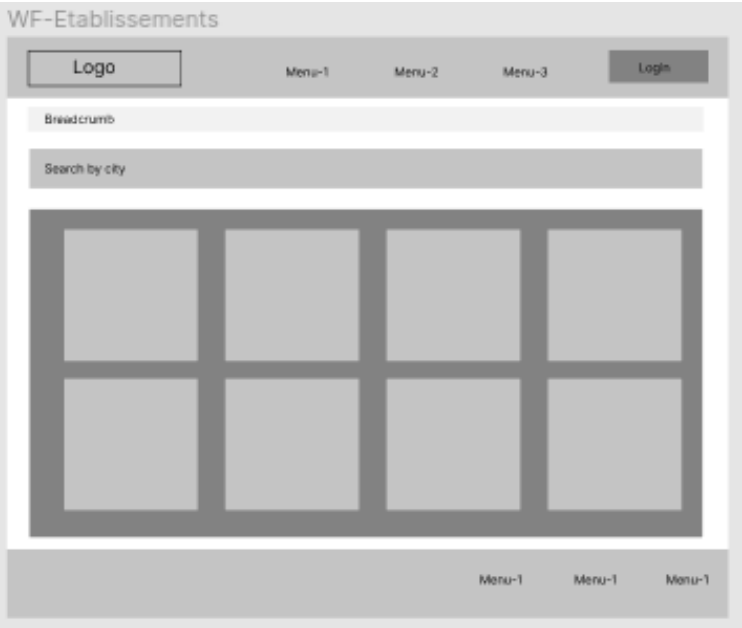 WF-Etablissements
Logo
Menu-1 Menu-2 Menu-3 Login
Breadcrumb
Search by city
Menu-1 Menu-1 Menu-1